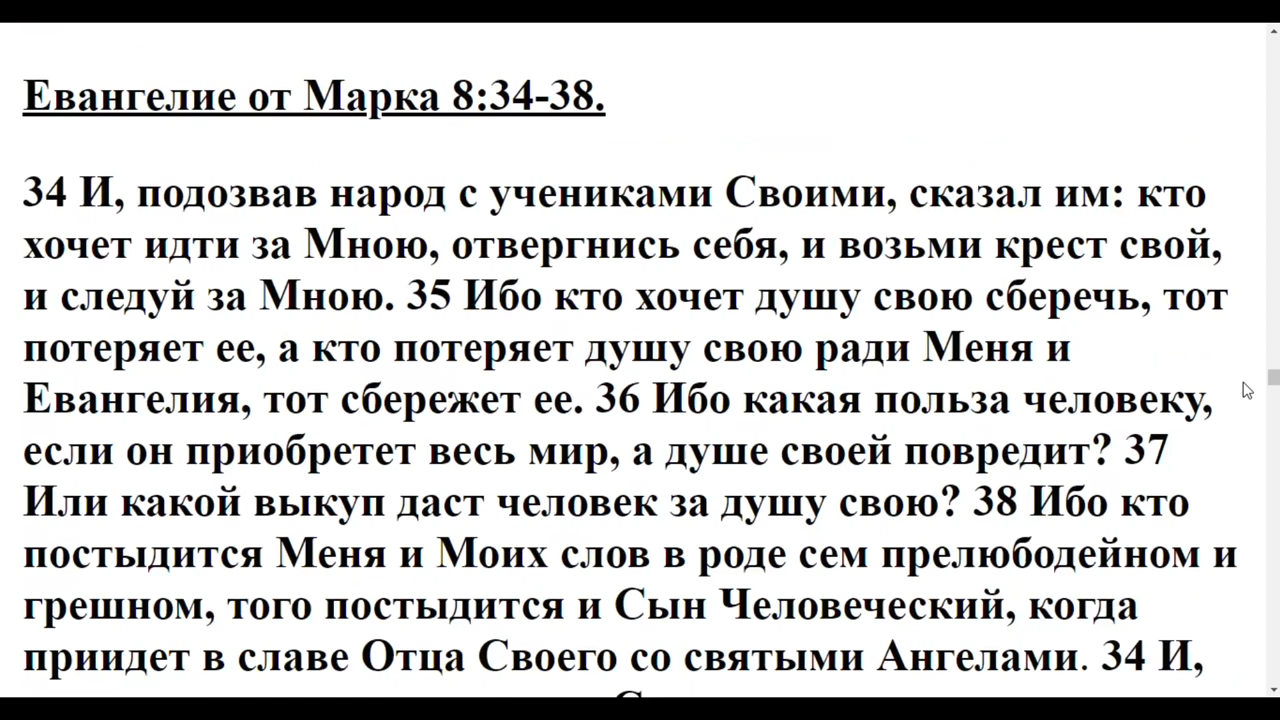 Евангелие от Марка 8:34-38.
34 И, подозвав народ с учениками Своими, сказал им: кто
хочет идти за Мною, отвергнись себя, и возьми крест свой,
и следуй за Мною. 35 Ибо кто хочет душу свою сберечь, тот
потеряет ее, а кто потеряет душу свою ради Меня и
Евангелия, тот сбережет ее. 36 Ибо какая польза человеку,
если он приобретет весь мир, а душе своей повредит? 37
Или какой выкуп даст человек за душу свою? 38 Ибо кто
постыдится Меня и Моих слов в роде сем прелюбодейном и
грешном, того постыдится и Сын Человеческий, когда
приидет в славе Отца Своего со святыми Ангелами. 34 И,